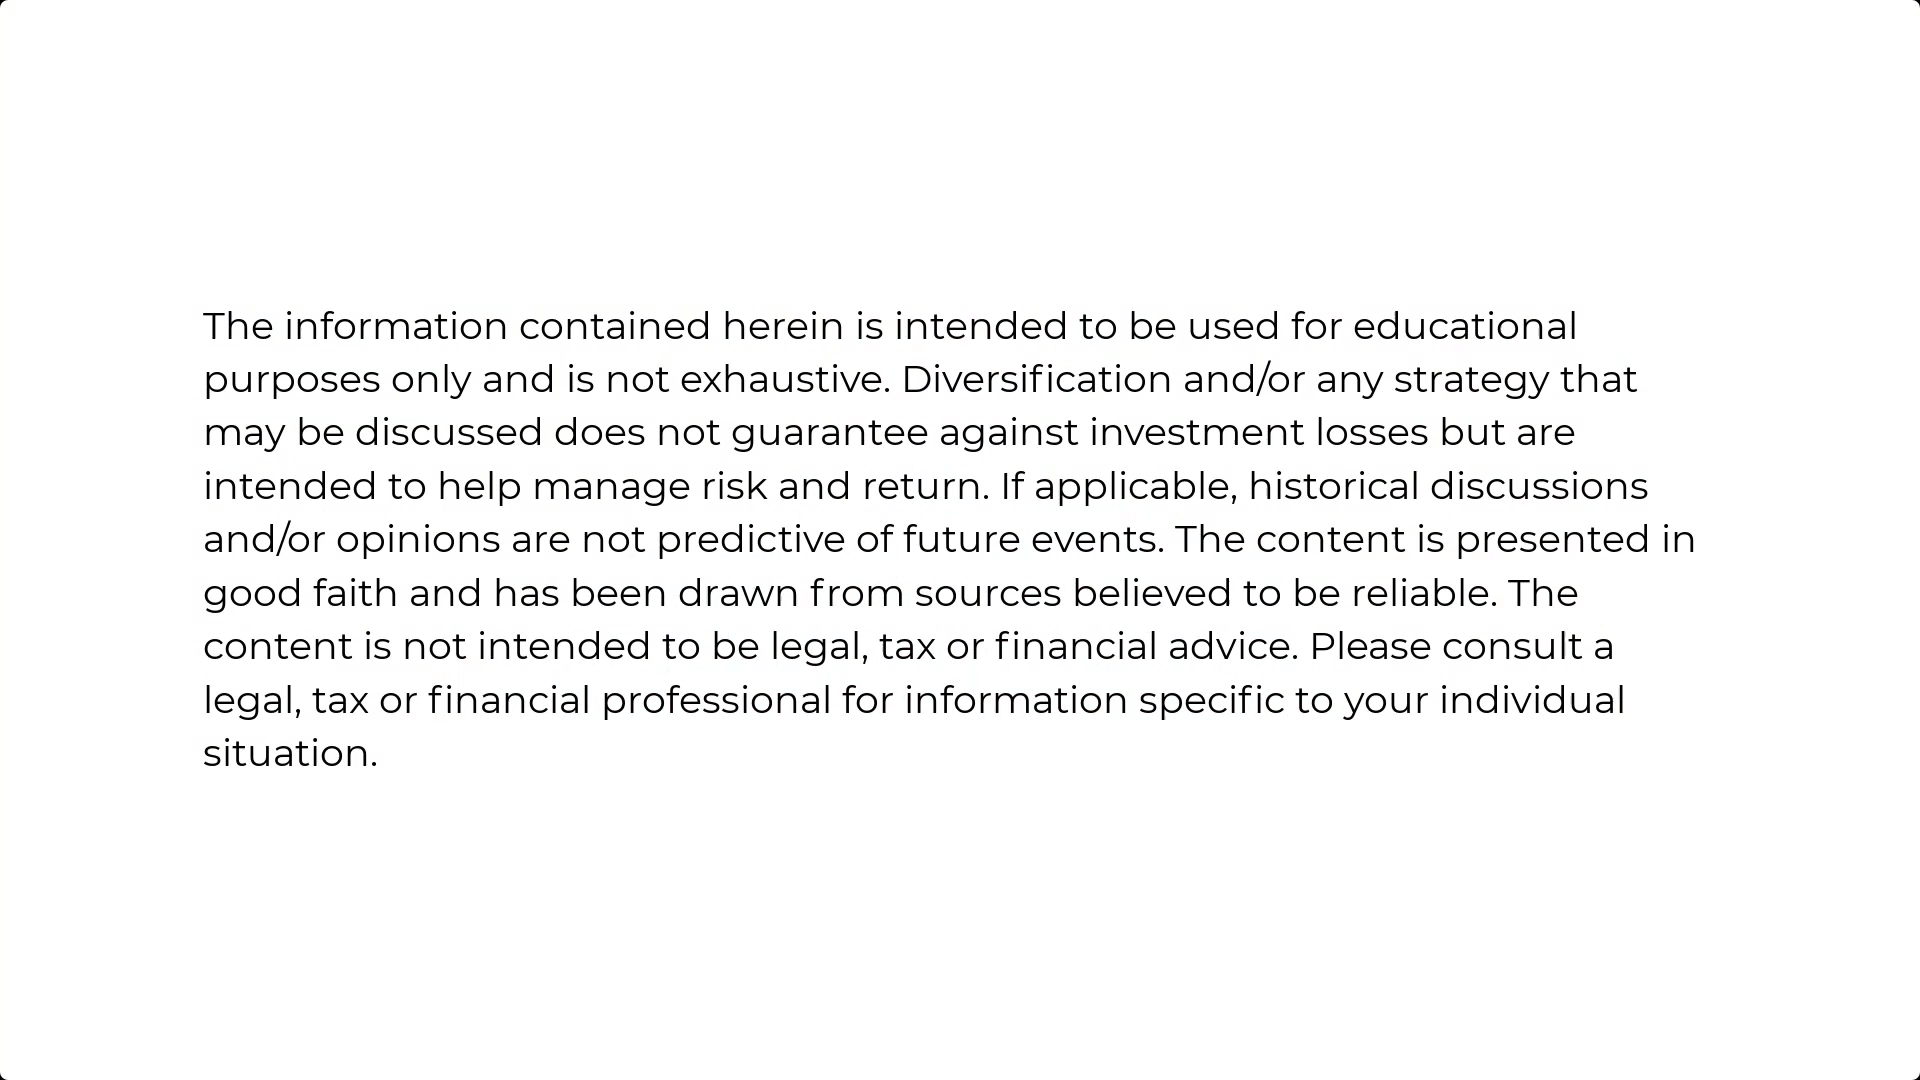 The information contained herein is intended to be used for educational
purposes only and is not exhaustive. Diversification and/or any strategy that
may be discussed does not guarantee against investment losses but are
intended to help manage risk and return. If applicable, historical discussions
and/or opinions are not predictive of future events. The content is presented in
good faith and has been drawn from sources believed to be reliable. The
content is not intended to be legal, tax or financial advice. Please consult a
legal, tax or financial professional for information specific to your individual
situation.